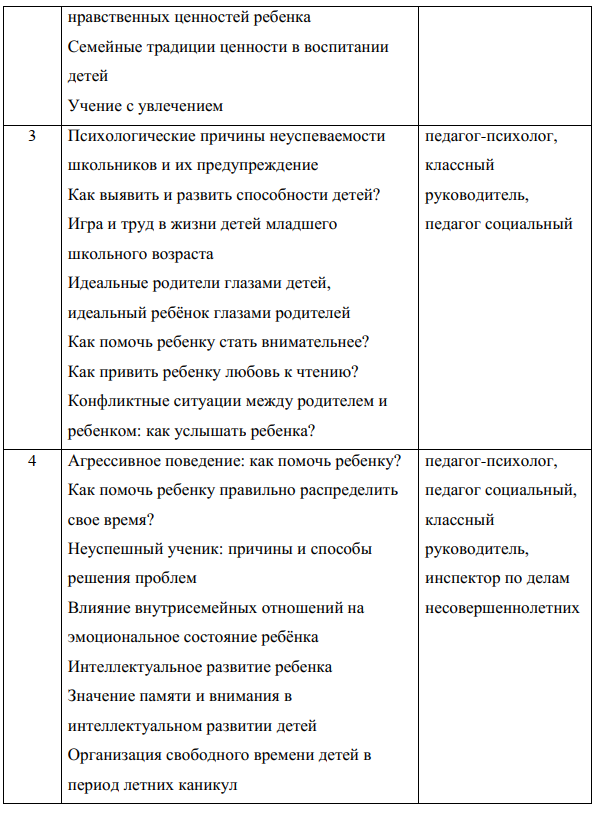 нравственных ценностей ребенка
Семейные традиции ценности в воспитании
детей
Учение с увлечением
3
Психологические причины неуспеваемости
школьников и их предупреждение
Как выявить и развить способности детей?
Игра и труд в жизни детей младшего
школьного возраста
Идеальные родители глазами детей,
идеальный ребёнок глазами родителей
Как помочь ребенку стать внимательнее?
Как привить ребенку любовь к чтению?
Конфликтные ситуации между родителем и
ребенком: как услышать ребенка?
педагог-психолог,
классный
руководитель,
педагог социальный
4
Агрессивное поведение: как помочь ребенку?
Как помочь ребенку правильно распределить
свое время?
Неуспешный ученик: причины и способы
решения проблем
Влияние внутрисемейных отношений на
эмоциональное состояние ребёнка
Интеллектуальное развитие ребенка
Значение памяти и внимания в
интеллектуальном развитии детей
Организация свободного времени детей в
период летних каникул
педагог-психолог,
педагог социальный,
классный
руководитель,
инспектор по делам
несовершеннолетних